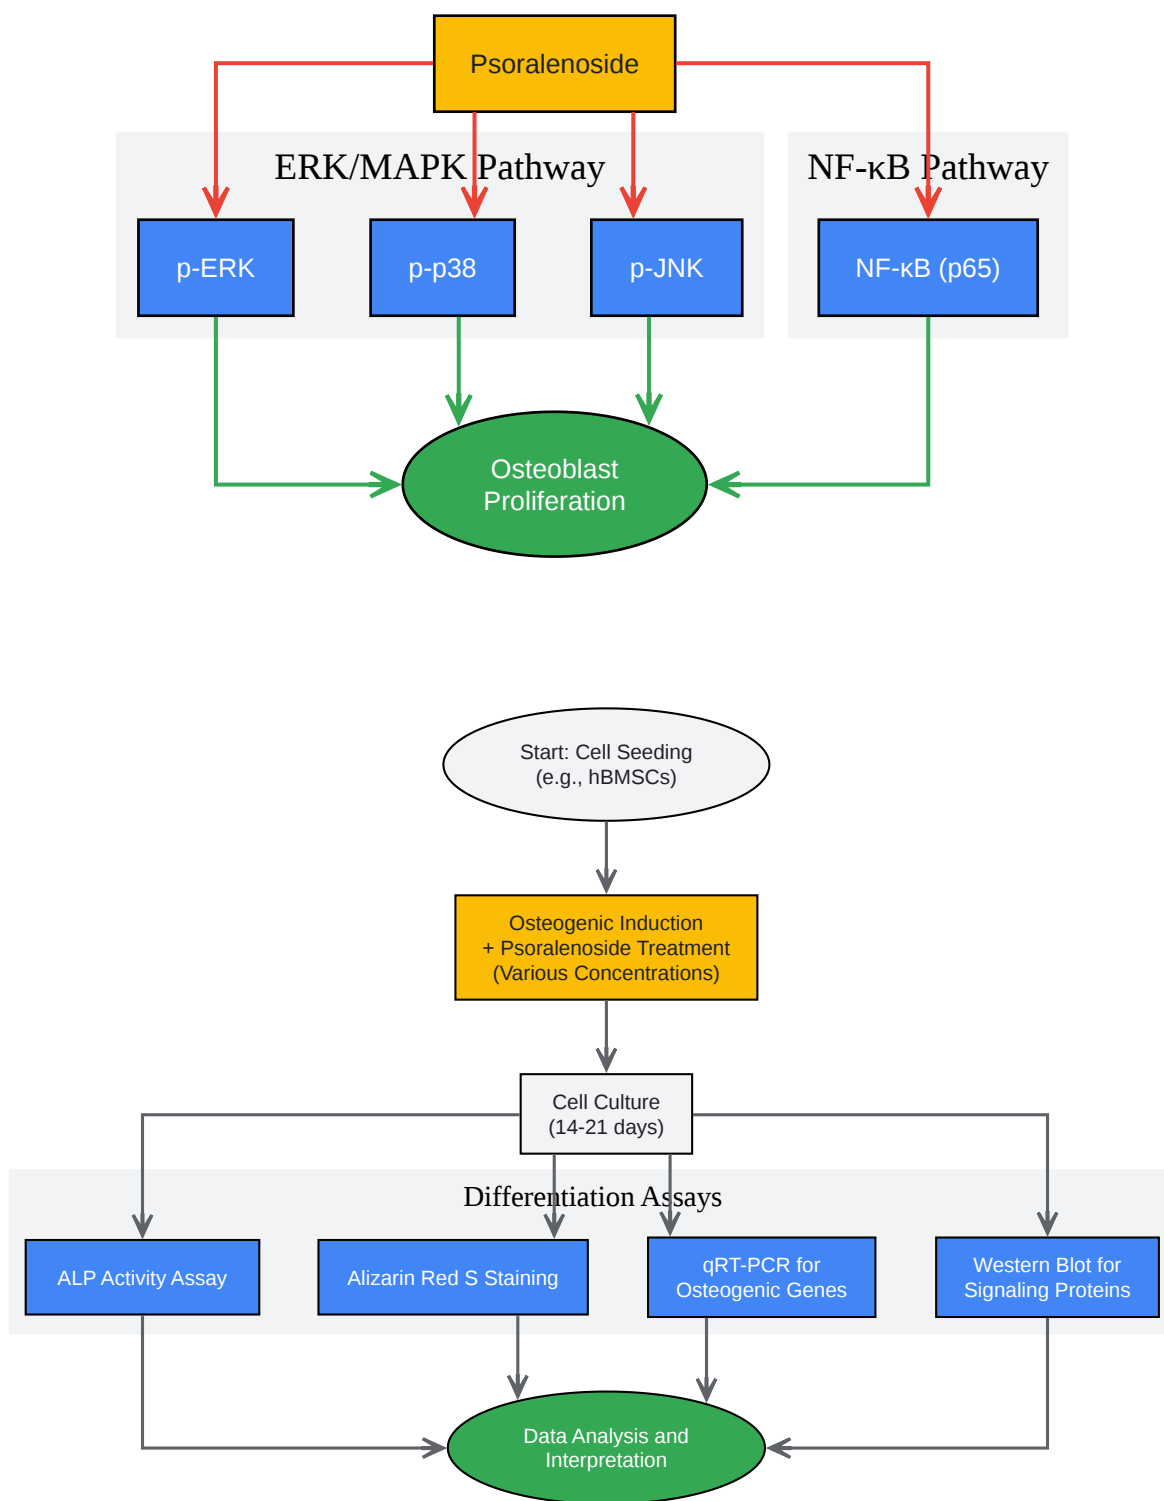 Psoralenoside
ERK/MAPK Pathway
NF-κB Pathway
p-ERK
p-p38
p-JNK
NF-κB (p65)
Osteoblast
Proliferation
Start: Cell Seeding
(e.g., hBMSCs)
Osteogenic Induction
+ Psoralenoside Treatment
(Various Concentrations)
Cell Culture
(14-21 days)
Differentiation Assays
ALP Activity Assay
Alizarin Red S Staining
qRT-PCR for
Osteogenic Genes
Western Blot for
Signaling Proteins
Data Analysis and
Interpretation